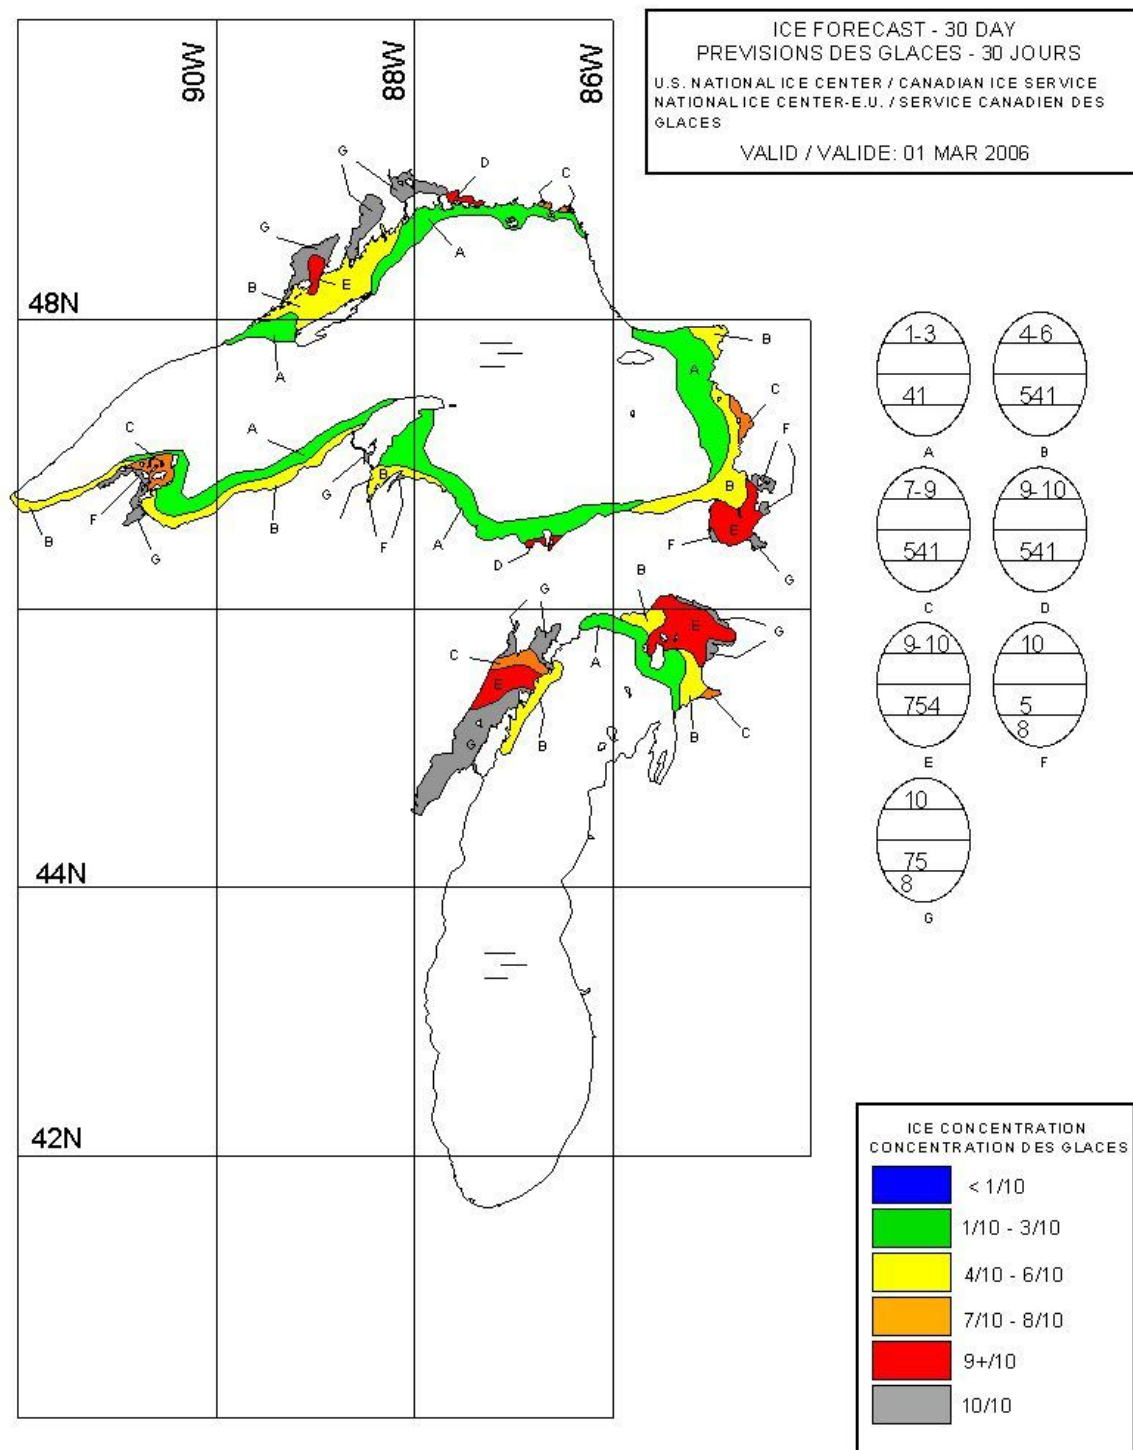 ICE FORECAST - 30 DAY
PREVISIONS DES GLACES - 30 JOURS
U.S. NATIONAL ICE CENTER / CANADIAN ICE SERVICE
NATIONAL ICE CENTER-E.U. / SERVICE CANADIEN DES
GLACES
VALID / VALIDE: 01 MAR 2006
90W
88W
86W
G
D
C
G
A
B
E
48N
A
B
A
C
C
A
F
G
B
B
F
B
F
G
B
A
F
E
F
D
G
G
B
E
G
C
A
E
B
B
C
G
44N
42N
1-3
41
A
4-6
541
B
7-9
541
C
9-10
541
D
9-10
754
E
10
5
8
F
10
75
8
G
ICE CONCENTRATION
CONCENTRATION DES GLACES
< 1/10
1/10 - 3/10
4/10 - 6/10
7/10 - 8/10
9+/10
10/10